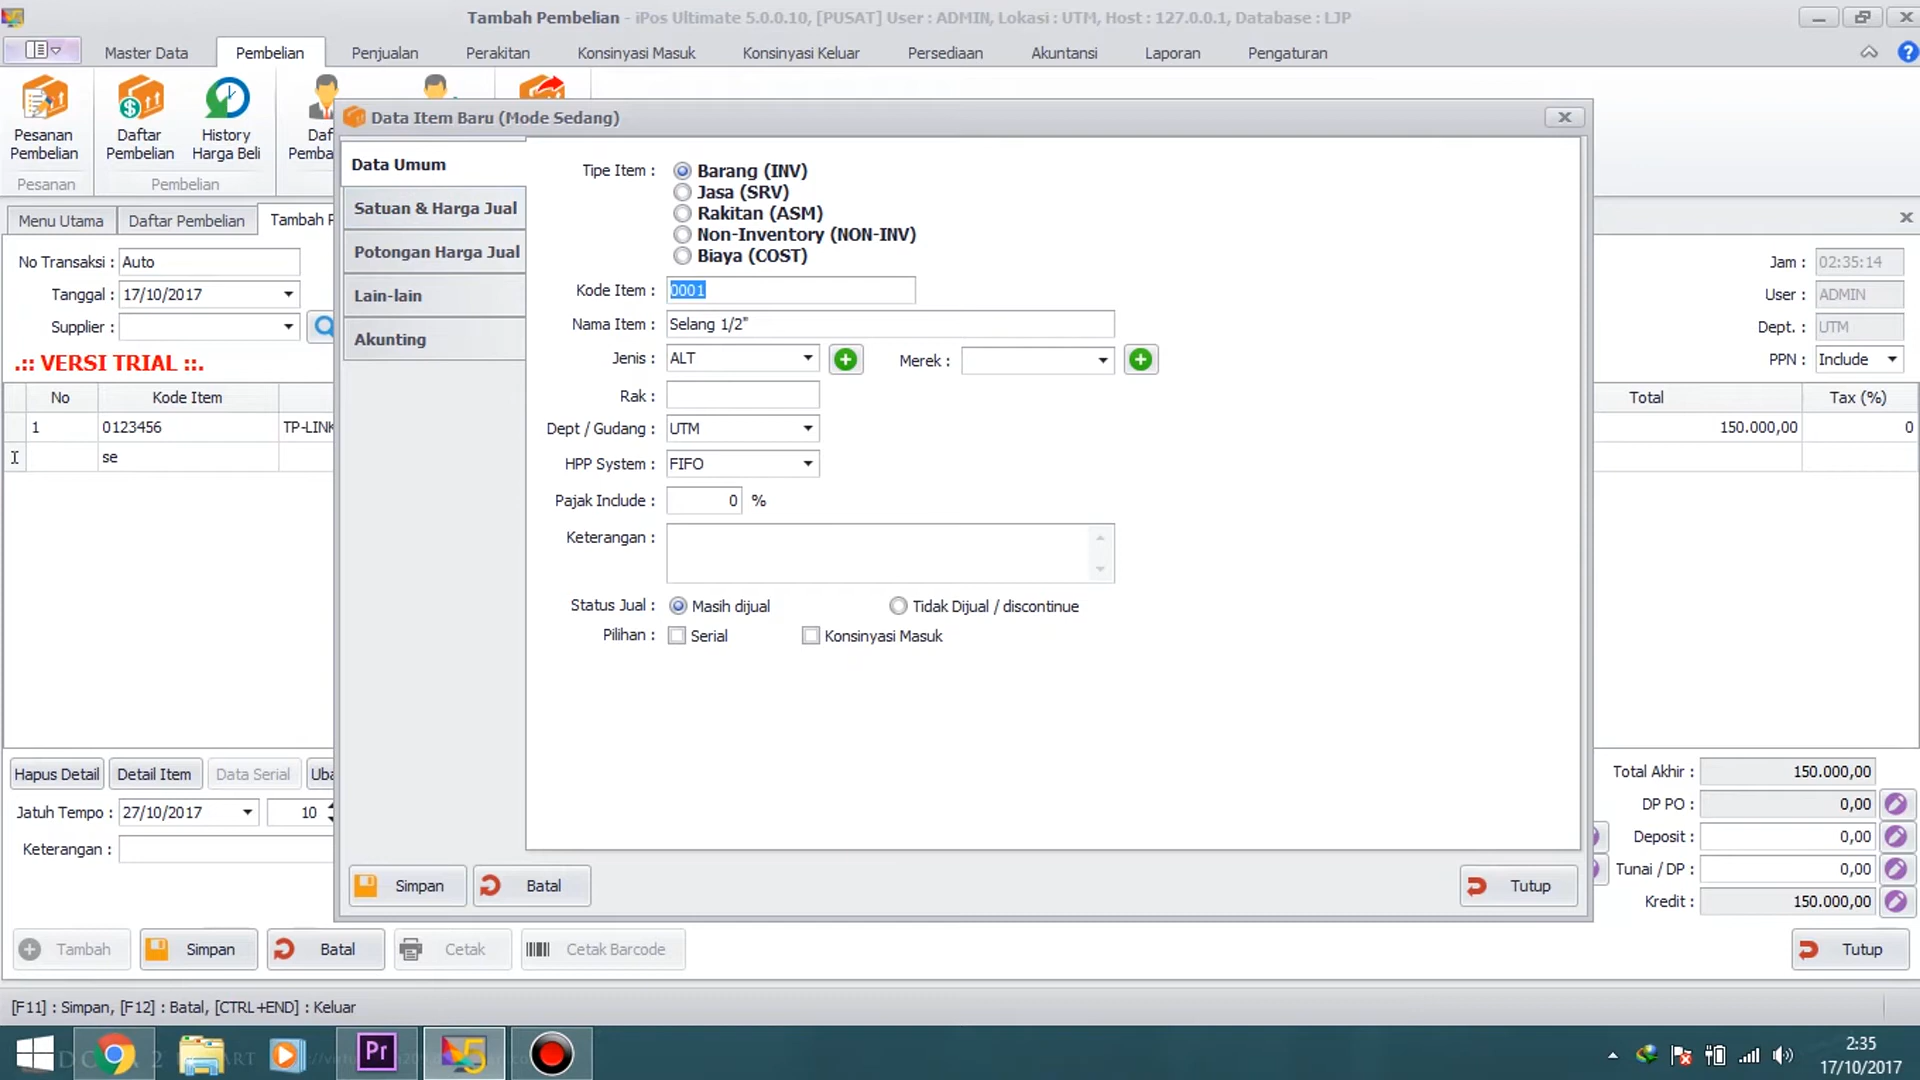 Tambah Pembelian - iPos Ultimate 5.0.0.10, [PUSAT] User : ADMIN, Lokasi : UTM, Host : 127.0.0.1, Database : LJP
Master Data Pembelian Penjualan Perakitan Konsinyasi Masuk Konsinyasi Keluar Persediaan Akuntansi Laporan Pengaturan
Pesanan Pembelian
Daftar Pembelian
History Harga Beli
Daf
Pemba
Pesanan
Pembelian
Menu Utama
Daftar Pembelian
Tambah P
No Transaksi : Auto
Tanggal : 17/10/2017
Supplier :
.:: VERSI TRIAL ::.
No Kode Item
1 0123456 TP-LINK
se
Data Item Baru (Mode Sedang)
Data Umum
Satuan & Harga Jual
Potongan Harga Jual
Lain-lain
Akunting
Tipe Item : Barang (INV)
Jasa (SRV)
Rakitan (ASM)
Non-Inventory (NON-INV)
Biaya (COST)
Kode Item : 0001
Nama Item : Selang 1/2"
Jenis : ALT Merek :
Rak :
Dept / Gudang : UTM
HPP System : FIFO
Pajak Include : 0 %
Keterangan :
Status Jual : Masih dijual Tidak Dijual / discontinue
Pilihan : Serial Konsinyasi Masuk
Simpan Batal Tutup
Jam : 02:35:14
User : ADMIN
Dept. : UTM
PPN : Include
Total Tax (%)
150.000,00 0
Hapus Detail Detail Item Data Serial Uba
Jatuh Tempo : 27/10/2017 10
Keterangan :
Total Akhir : 150.000,00
DP PO : 0,00
Deposit : 0,00
Tunai / DP : 0,00
Kredit : 150.000,00
Tambah Simpan Batal Cetak Cetak Barcode Tutup
[F11] : Simpan, [F12] : Batal, [CTRL+END] : Keluar
Pr
5
2:35
17/10/2017